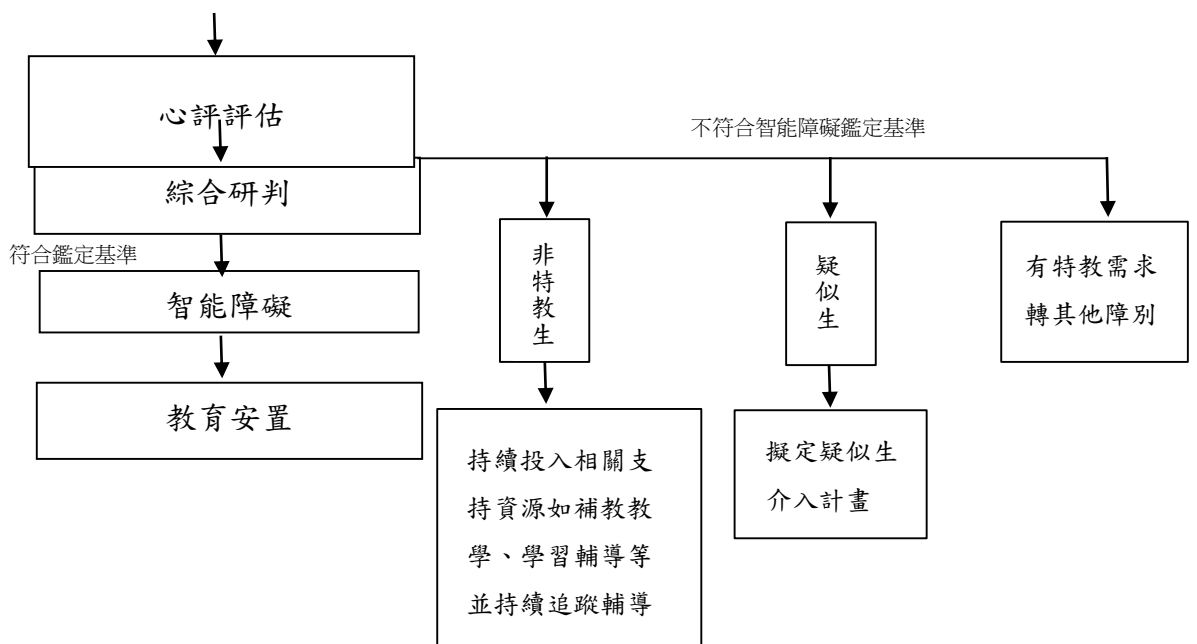 心評評估
不符合智能障礙鑑定基準
綜合研判
符合鑑定基準
智能障礙
教育安置
非特教生
疑似生
有特教需求
轉其他障別
持續投入相關支
持資源如補教教
學、學習輔導等
並持續追蹤輔導
擬定疑似生
介入計畫